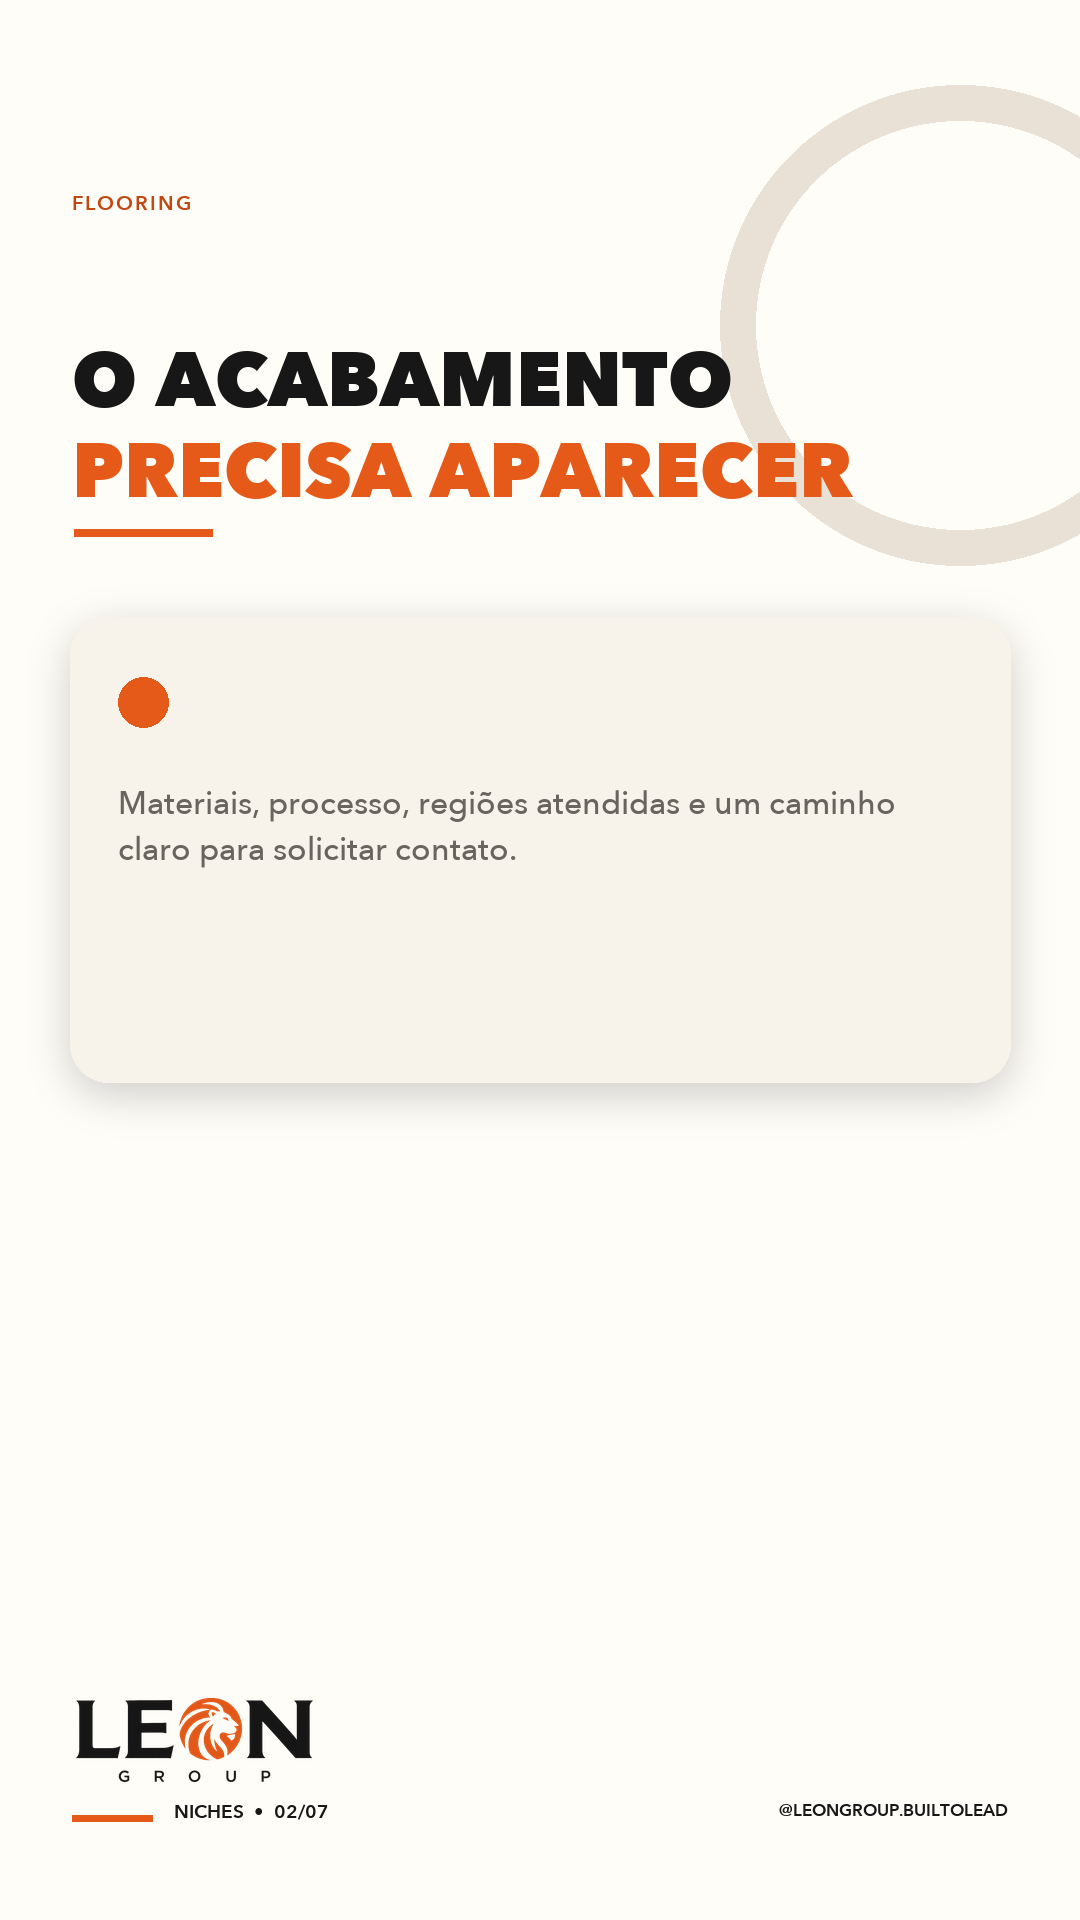 FLOORING
O ACABAMENTO
PRECISA APARECER
Materiais, processo, regiões atendidas e um caminho
claro para solicitar contato.
LEON
GROUP
NICHES • 02/07
@LEONGROUP.BUILTOLEAD